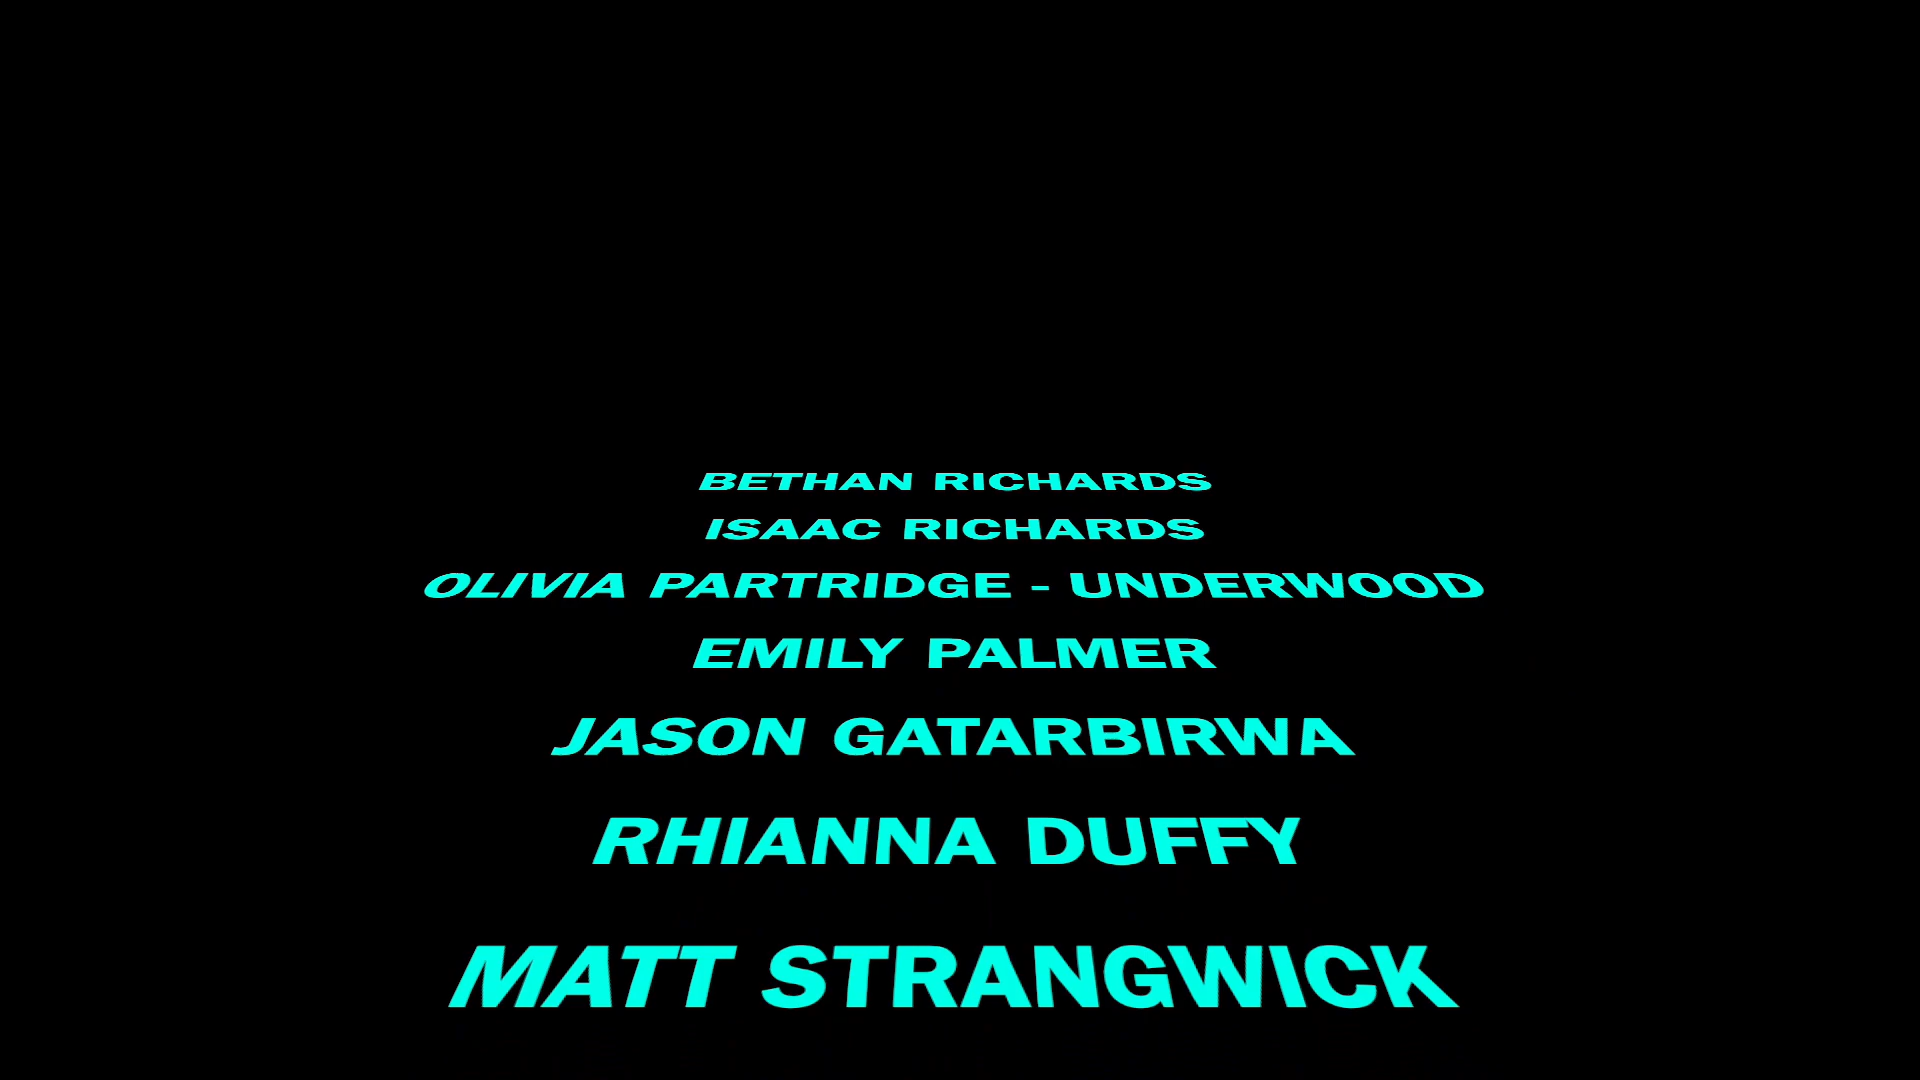 BETHAN RICHARDS
ISAAC RICHARDS
OLIVIA PARTRIDGE - UNDERWOOD
EMILY PALMER
JASON GATARBIRWA
RHIANNA DUFFY
MATT STRANGWICK